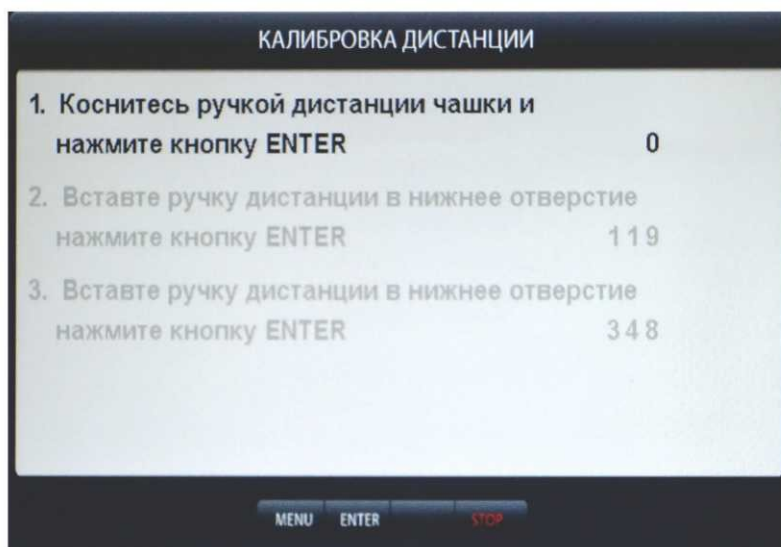 КАЛИБРОВКА ДИСТАНЦИИ
1. Коснитесь ручкой дистанции чашки и
нажмите кнопку ENTER 0
2. Вставте ручку дистанции в нижнее отверстие
нажмите кнопку ENTER 119
3. Вставте ручку дистанции в нижнее отверстие
нажмите кнопку ENTER 348
MENU ENTER STOP